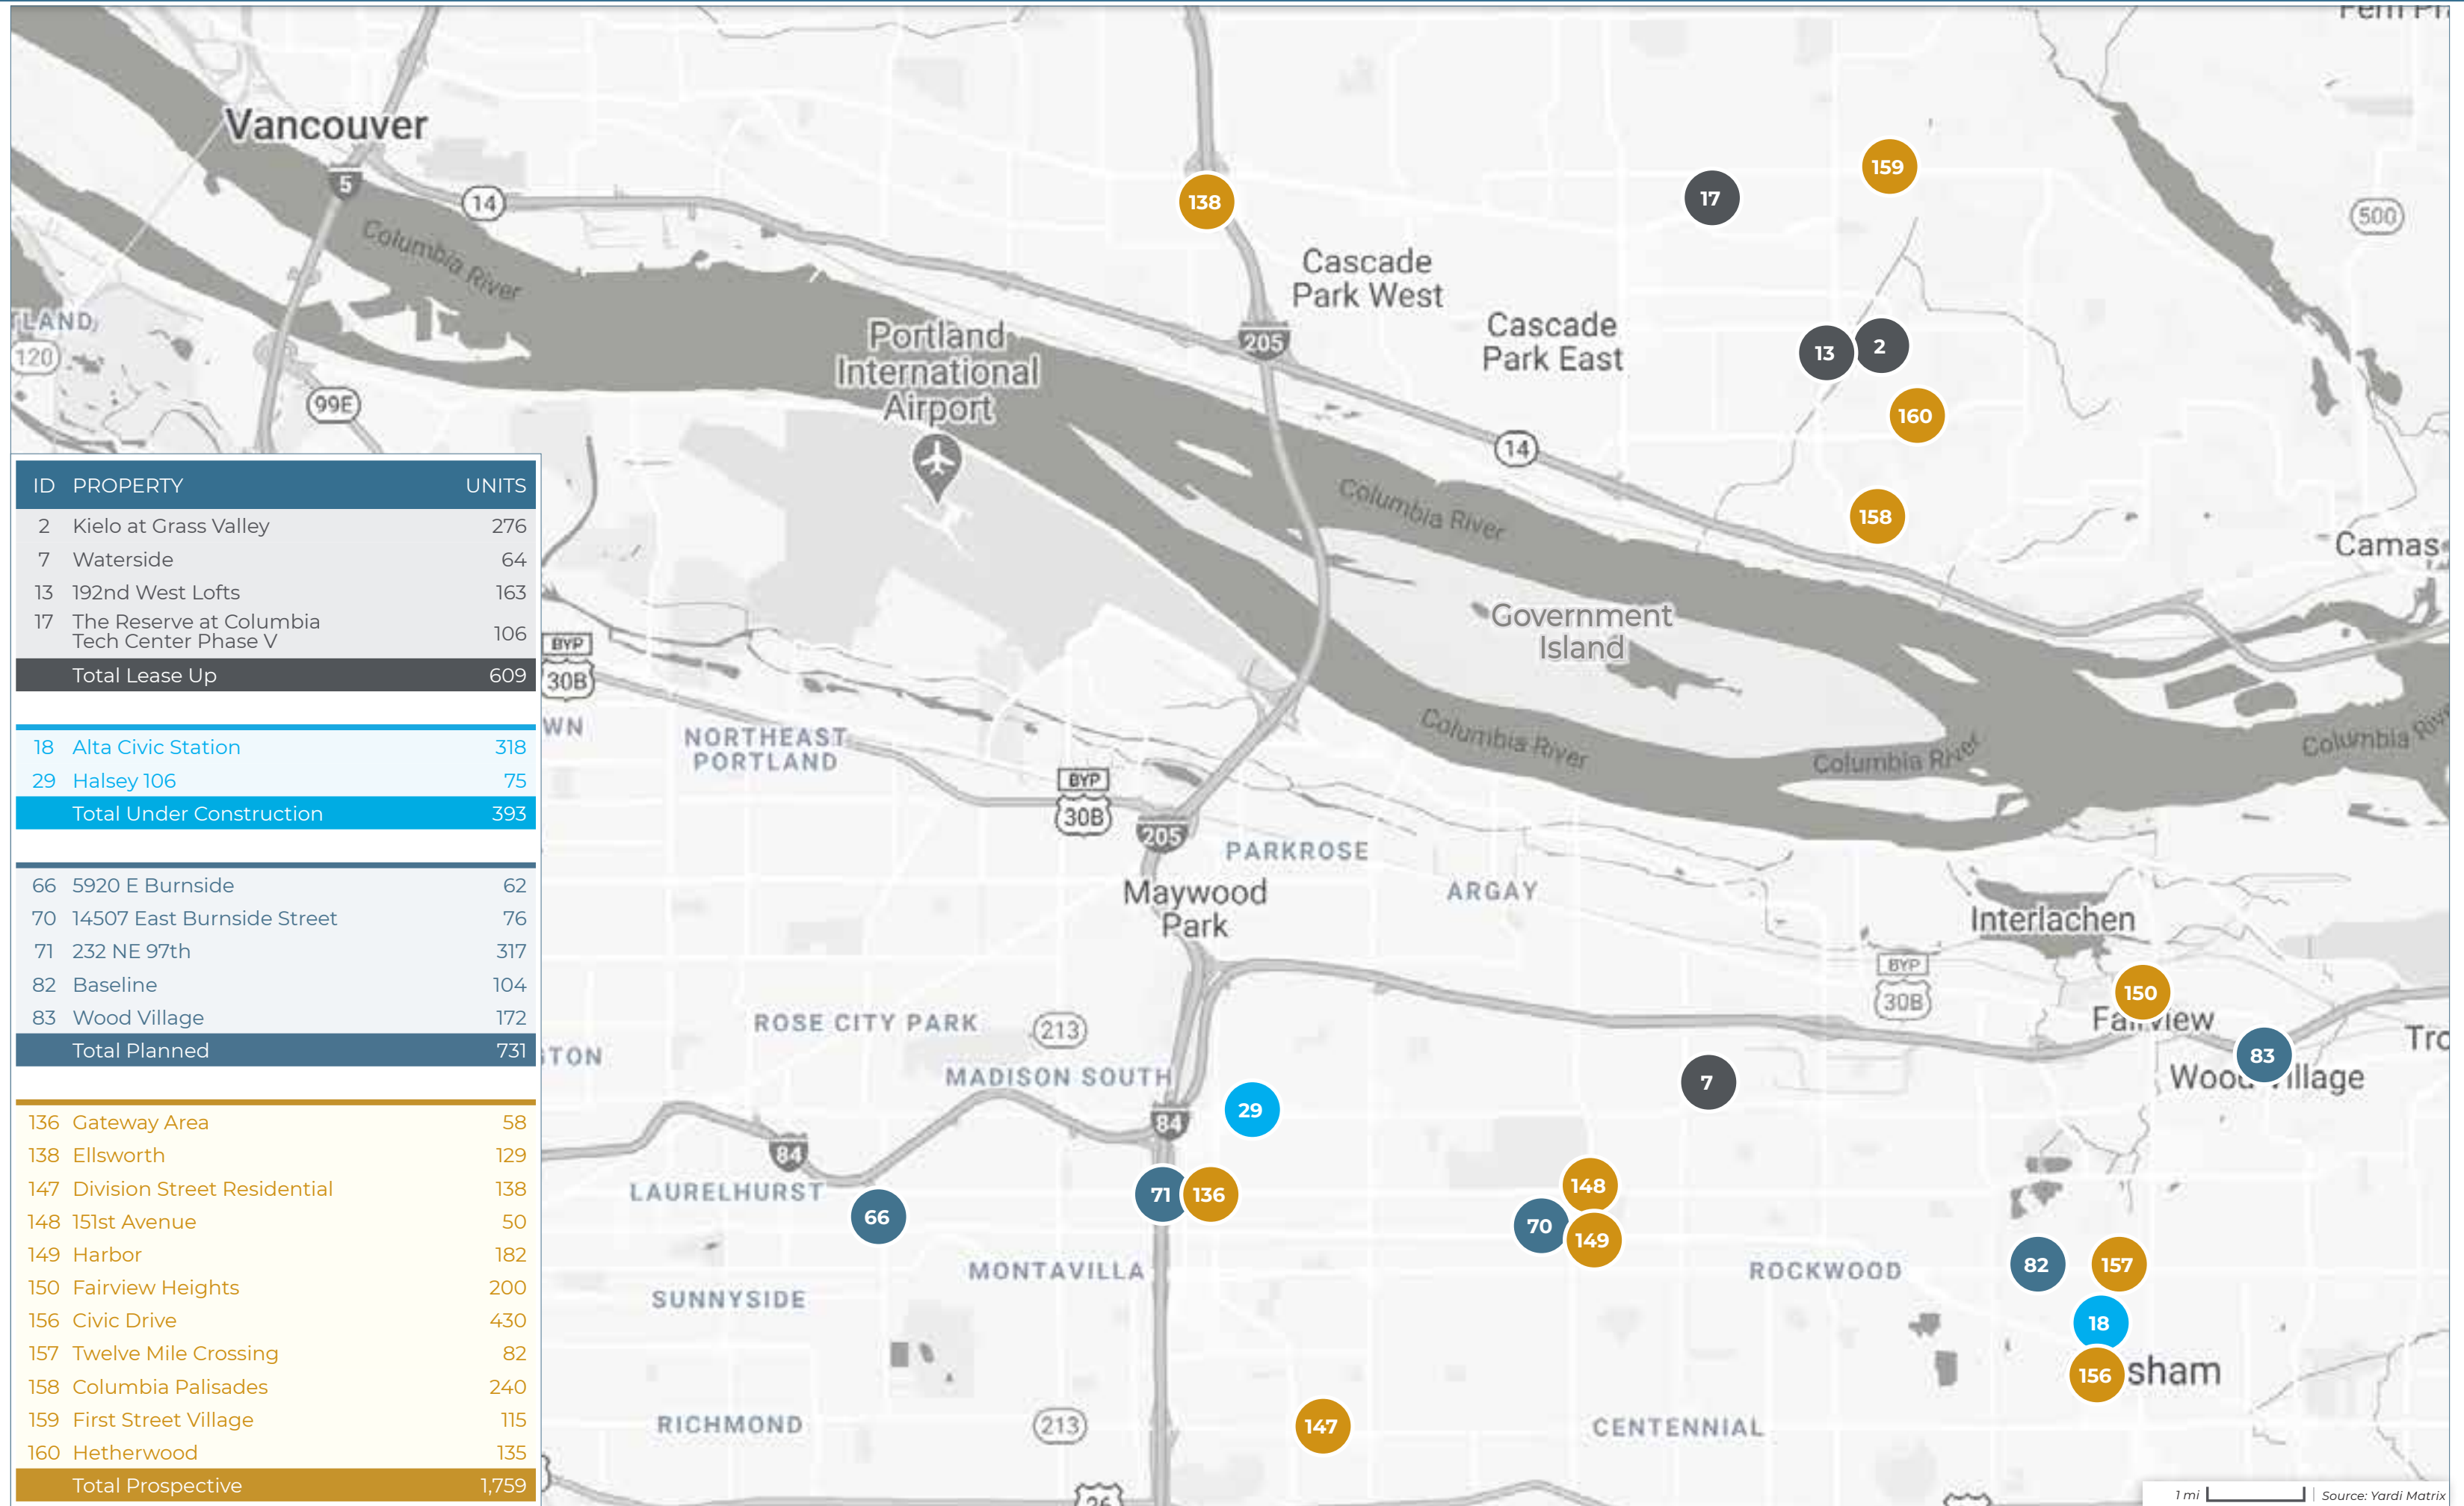 Vancouver
5
14
Columbia River
138
17
159
500
Cascade
Park West
Cascade
Park East
205
13
2
160
158
14
TLAND
120
99E
Portland
International
Airport
Columbia River
Government
Island
Camas
ID PROPERTY UNITS
2 Kielo at Grass Valley 276
7 Waterside 64
13 192nd West Lofts 163
17 The Reserve at Columbia
Tech Center Phase V 106
Total Lease Up 609
18 Alta Civic Station 318
29 Halsey 106 75
Total Under Construction 393
66 5920 E Burnside 62
70 14507 East Burnside Street 76
71 232 NE 97th 317
82 Baseline 104
83 Wood Village 172
Total Planned 731
136 Gateway Area 58
138 Ellsworth 129
147 Division Street Residential 138
148 151st Avenue 50
149 Harbor 182
150 Fairview Heights 200
156 Civic Drive 430
157 Twelve Mile Crossing 82
158 Columbia Palisades 240
159 First Street Village 115
160 Hetherwood 135
Total Prospective 1,759
BYP
30B
WN
NORTHEAST
PORTLAND
BYP
30B
205
PARKROSE
Columbia River
Columbia River
Columbia Rive
Maywood
Park
ARGAY
Interlachen
BYP
30B
150
Fairview
83
Wood Village
Tro
ROSE CITY PARK
213
STON
MADISON SOUTH
84
29
7
84
LAURELHURST
66
71
136
148
70
149
MONTAVILLA
SUNNYSIDE
ROCKWOOD
82
157
18
156
sham
RICHMOND
213
147
CENTENNIAL
26
1 mi
Source: Yardi Matrix